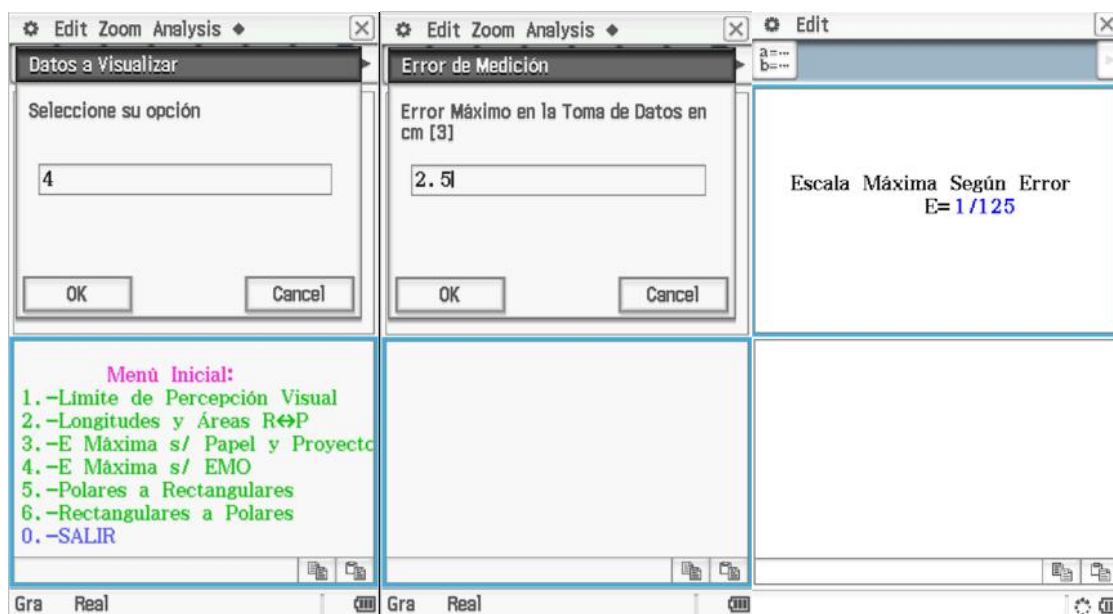 Edit Zoom Analysis ◆
Datos a Visualizar
Seleccione su opción
4
OK Cancel
Menú Inicial:
1.-Límite de Percepción Visual
2.-Longitudes y Áreas R↔P
3.-E Máxima s/ Papel y Proyecto
4.-E Máxima s/ EMO
5.-Polares a Rectangulares
6.-Rectangulares a Polares
0.-SALIR
Gra Real
Edit Zoom Analysis ◆
Error de Medición
Error Máximo en la Toma de Datos en
cm [3]
2.5
OK Cancel
Gra Real
Edit
a=…
b=…
Escala Máxima Según Error
E=1/125